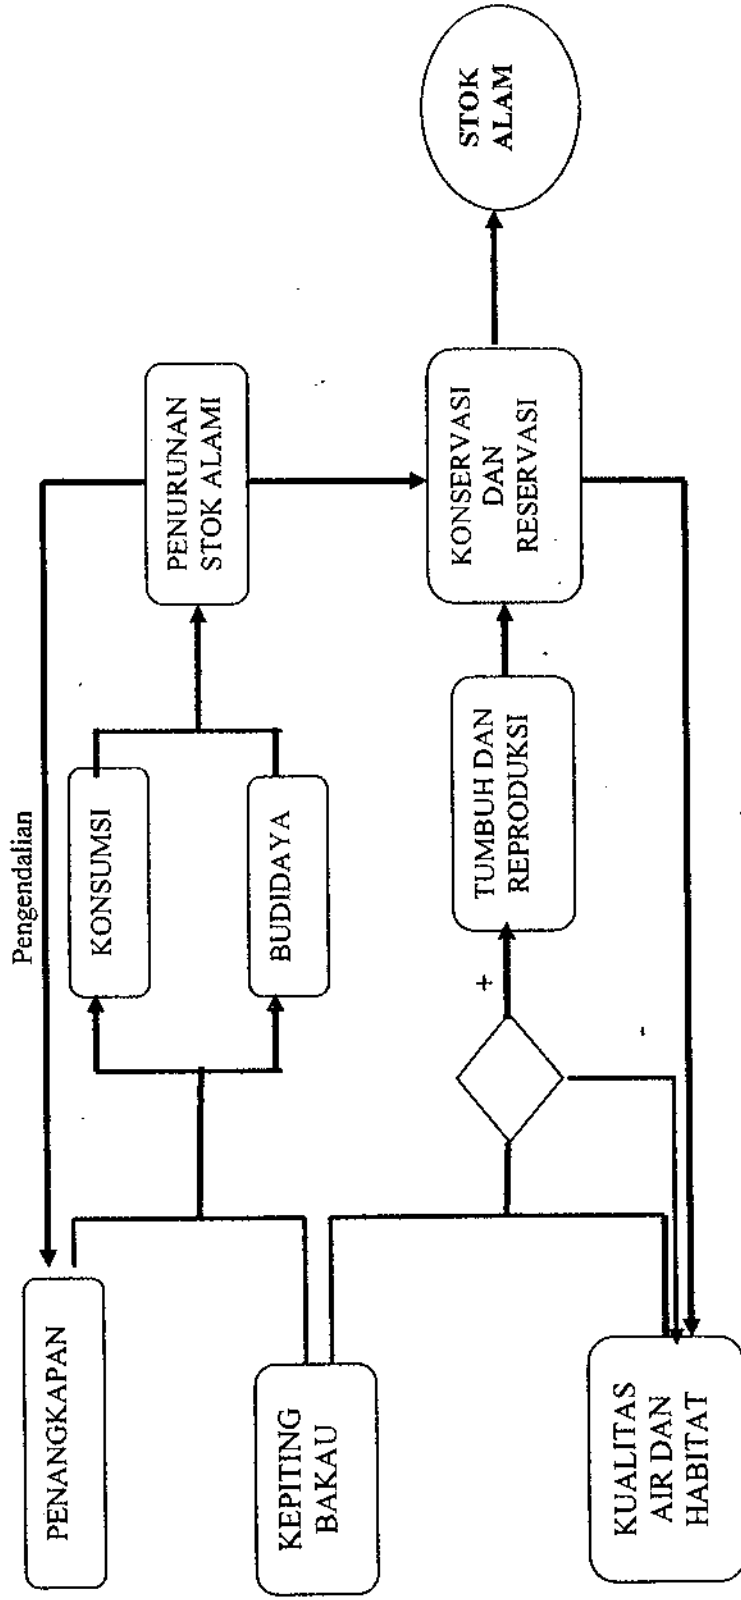 Pengendalian
PENANGKAPAN
KONSUMSI
BUDIDAYA
PENURUNAN
STOK ALAMI
KEPITING
BAKAU
+
TUMBUH DAN
REPRODUKSI
KONSERVASI
DAN
RESERVASI
STOK
ALAM
KUALITAS
AIR DAN
HABITAT